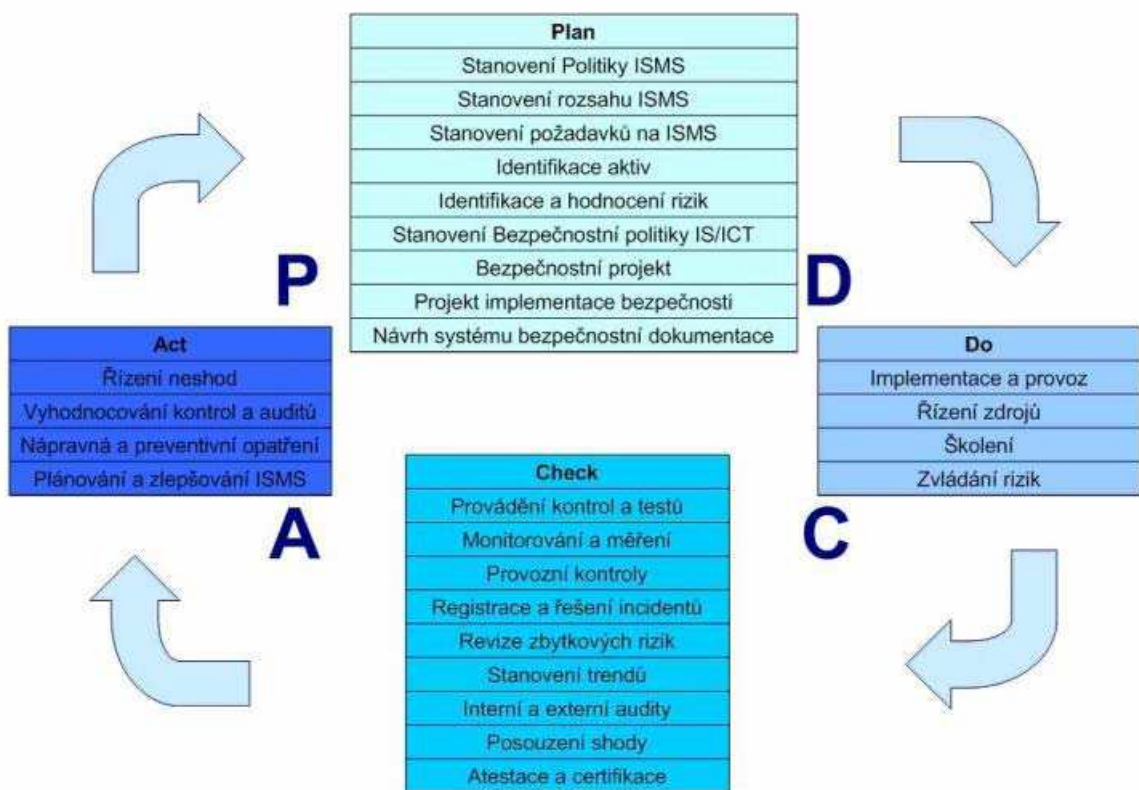 Plan
Stanovení Politiky ISMS
Stanovení rozsahu ISMS
Stanovení požadavků na ISMS
Identifikace aktiv
Identifikace a hodnocení rizik
Stanovení Bezpečnostní politiky IS/ICT
Bezpečnostní projekt
Projekt implementace bezpečnosti
Návrh systému bezpečnostní dokumentace
P
D
Do
Implementace a provoz
Řízení zdrojů
Školení
Zvládání rizik
Act
Řízení neshod
Vyhodnocování kontrol a auditů
Nápravná a preventivní opatření
Plánování a zlepšování ISMS
A
C
Check
Provádění kontrol a testů
Monitorování a měření
Provozní kontroly
Registrace a řešení incidentů
Revize zbytkových rizik
Stanovení trendů
Interní a externí audity
Posouzení shody
Atestace a certifikace